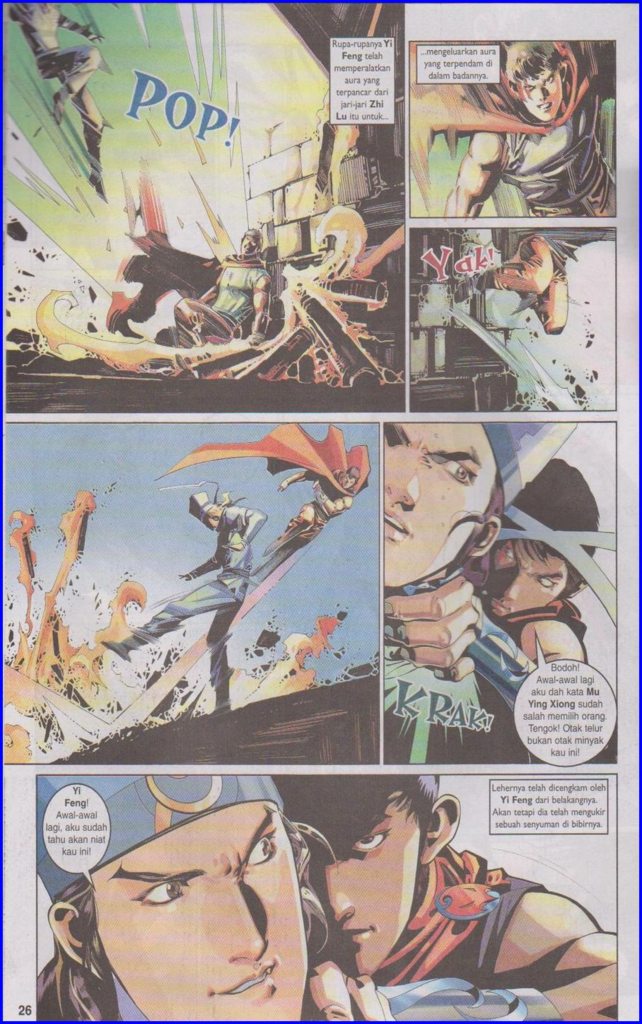 Rupa-rupanya Yi
Feng telah
memperalatkan
aura yang
terpancar dari
jari-jari Zhi
Lu itu untuk...
...mengeluarkan aura
yang terpendam di
dalam badannya.
POP!
Yak!
KRAK!
Bodoh!
Awal-awal lagi
aku dah kata Mu
Ying Xiong sudah
salah memilih orang.
Tengok! Otak telur
bukan otak minyak
kau ini!
Yi
Feng!
Awal-awal
lagi, aku sudah
tahu akan niat
kau ini!
Lehernya telah dicengkam oleh
Yi Feng dari belakangnya.
Akan tetapi dia telah mengukir
sebuah senyuman di bibirnya.
26